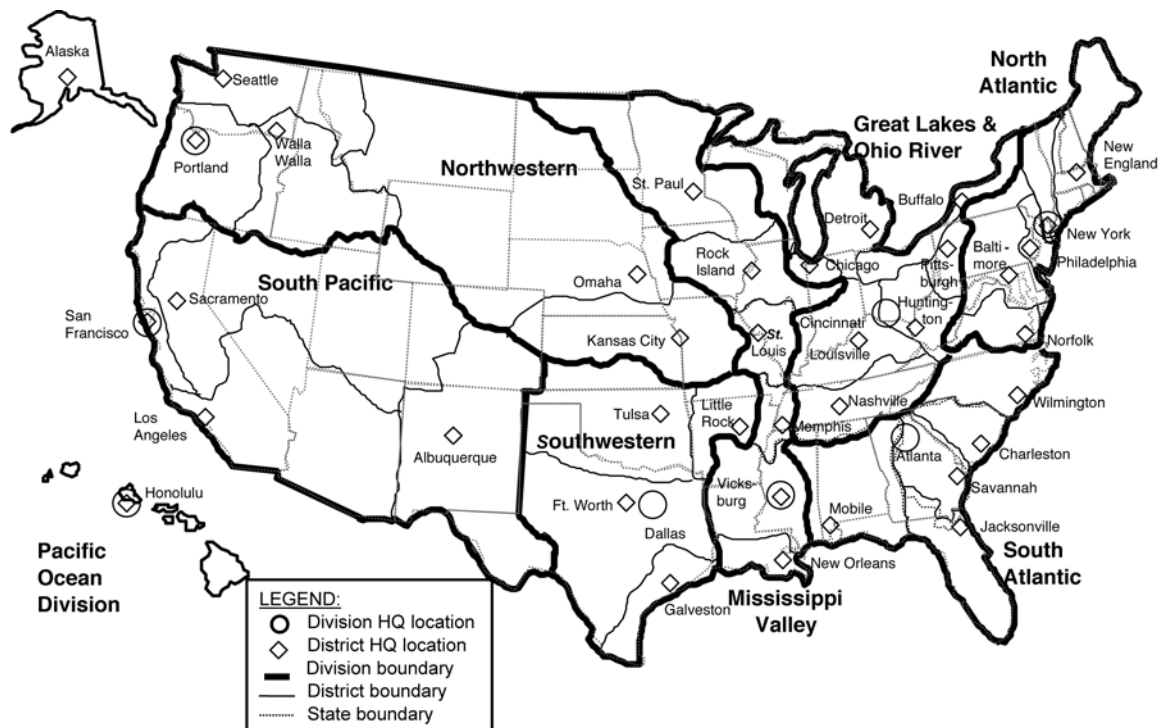 Alaska
Seattle
Portland
Walla
Walla
Northwestern
St. Paul
Omaha
Kansas City
Rock
Island
St.
Louis
North
Atlantic
Great Lakes &
Ohio River
New
England
Buffalo
Detroit
Chicago
New York
Philadelphia
Balti -
more
Pitts-
burgh
Hunting-
ton
Cincinnati
Louisville
Norfolk
Nashville
Memphis
Wilmington
Charleston
Atlanta
Savannah
Jacksonville
Mobile
South
Atlantic
South Pacific
Sacramento
San
Francisco
Los
Angeles
Albuquerque
Southwestern
Tulsa
Little
Rock
Ft. Worth
Dallas
Galveston
Vicks-
burg
New Orleans
Mississippi
Valley
Honolulu
Pacific
Ocean
Division
LEGEND:
Division HQ location
District HQ location
Division boundary
District boundary
State boundary